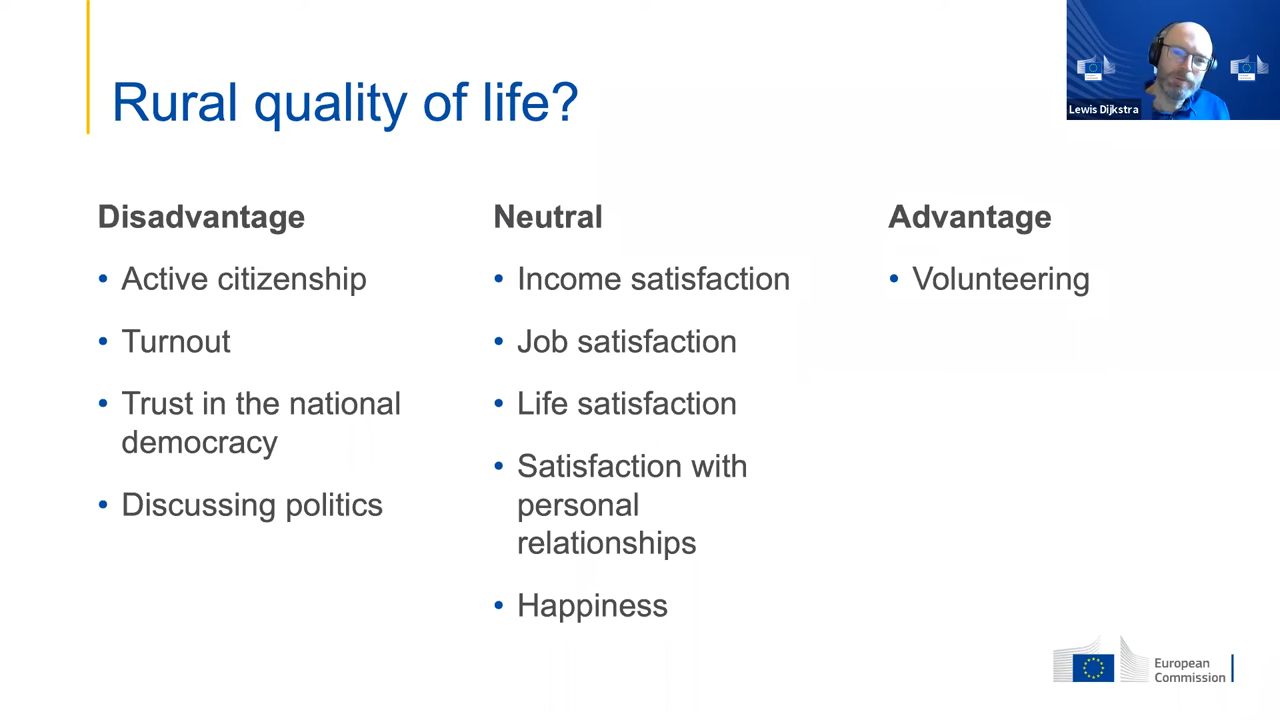 Rural quality of life?
Lewis Dijkstra
Disadvantage
• Active citizenship
• Turnout
• Trust in the national
democracy
• Discussing politics
Neutral
• Income satisfaction
• Job satisfaction
• Life satisfaction
• Satisfaction with
personal
relationships
• Happiness
Advantage
• Volunteering
European
Commission